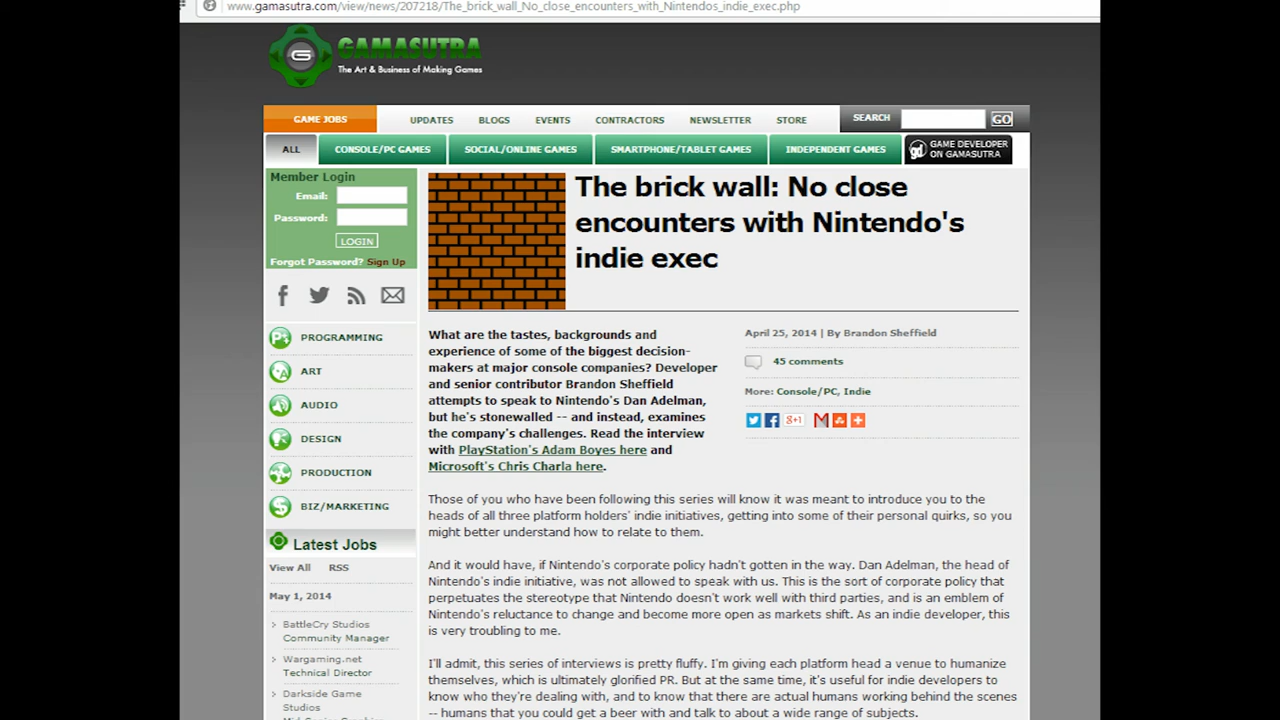 www.gamasutra.com/view/news/207218/The_brick_wall_No_close_encounters_with_Nintendos_indie_exec.php
G
GAMASUTRA
The Art & Business of Making Games
GAME JOBS
UPDATES BLOGS EVENTS CONTRACTORS NEWSLETTER STORE
SEARCH GO
ALL CONSOLE/PC GAMES SOCIAL/ONLINE GAMES SMARTPHONE/TABLET GAMES INDEPENDENT GAMES
gd GAME DEVELOPER
ON GAMASUTRA
Member Login
Email:
Password:
LOGIN
Forgot Password? Sign Up
PROGRAMMING
ART
AUDIO
DESIGN
PRODUCTION
BIZ/MARKETING
Latest Jobs
View All RSS
May 1, 2014
BattleCry Studios
Community Manager
Wargaming.net
Technical Director
Darkside Game
Studios
The brick wall: No close
encounters with Nintendo's
indie exec
What are the tastes, backgrounds and
experience of some of the biggest decision-
makers at major console companies? Developer
and senior contributor Brandon Sheffield
attempts to speak to Nintendo's Dan Adelman,
but he's stonewalled -- and instead, examines
the company's challenges. Read the interview
with PlayStation's Adam Boyes here and
Microsoft's Chris Charla here.
April 25, 2014 | By Brandon Sheffield
45 comments
More: Console/PC, Indie
g+1
Those of you who have been following this series will know it was meant to introduce you to the
heads of all three platform holders' indie initiatives, getting into some of their personal quirks, so you
might better understand how to relate to them.
And it would have, if Nintendo's corporate policy hadn't gotten in the way. Dan Adelman, the head of
Nintendo's indie initiative, was not allowed to speak with us. This is the sort of corporate policy that
perpetuates the stereotype that Nintendo doesn't work well with third parties, and is an emblem of
Nintendo's reluctance to change and become more open as markets shift. As an indie developer, this
is very troubling to me.
I'll admit, this series of interviews is pretty fluffy. I'm giving each platform head a venue to humanize
themselves, which is ultimately glorified PR. But at the same time, it's useful for indie developers to
know who they're dealing with, and to know that there are actual humans working behind the scenes
-- humans that you could get a beer with and talk to about a wide range of subjects.